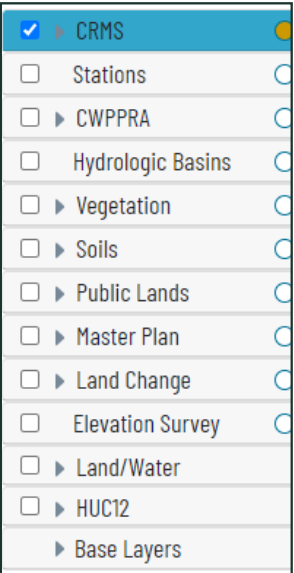 CRMS
Stations
CWPPRA
Hydrologic Basins
Vegetation
Soils
Public Lands
Master Plan
Land Change
Elevation Survey
Land/Water
HUC12
Base Layers